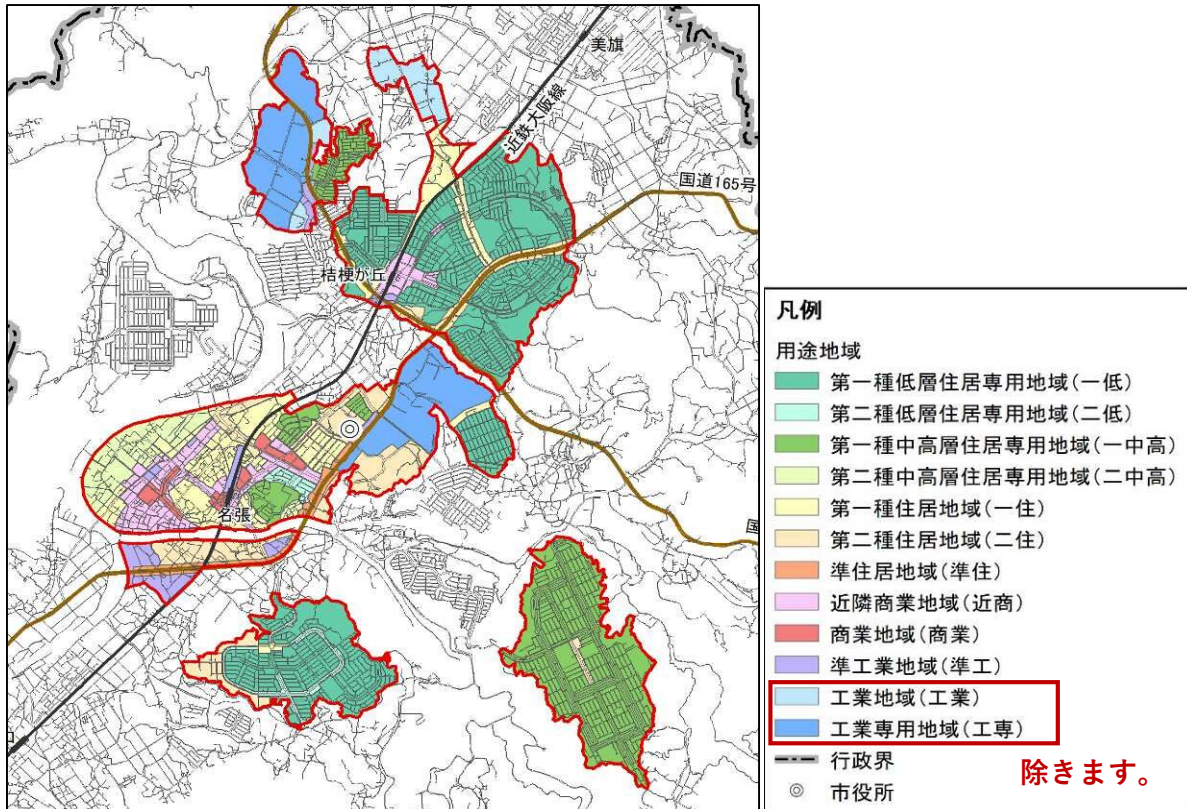 美旗
近鉄大阪線
国道165号
桔梗が丘
名張
国
凡例
用途地域
第一種低層住居専用地域(一低)
第二種低層住居専用地域(二低)
第一種中高層住居専用地域(一中高)
第二種中高層住居専用地域(二中高)
第一種住居地域(一住)
第二種住居地域(二住)
準住居地域(準住)
近隣商業地域(近商)
商業地域(商業)
準工業地域(準工)
工業地域(工業)
工業専用地域(工専)
行政界
除きます。
市役所